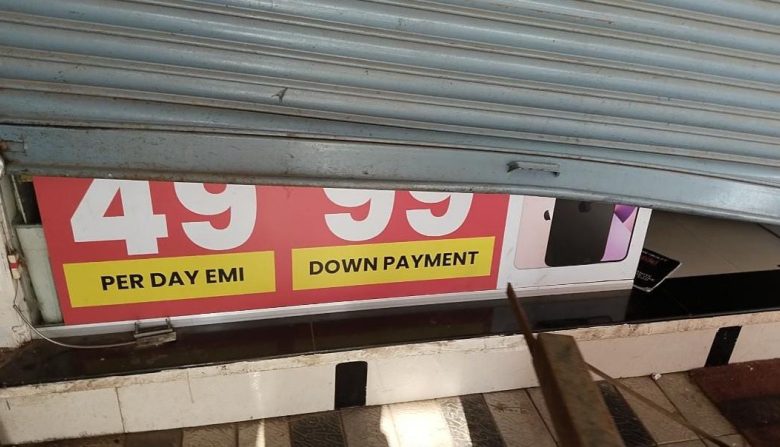 49 99
PER DAY EMI DOWN PAYMENT